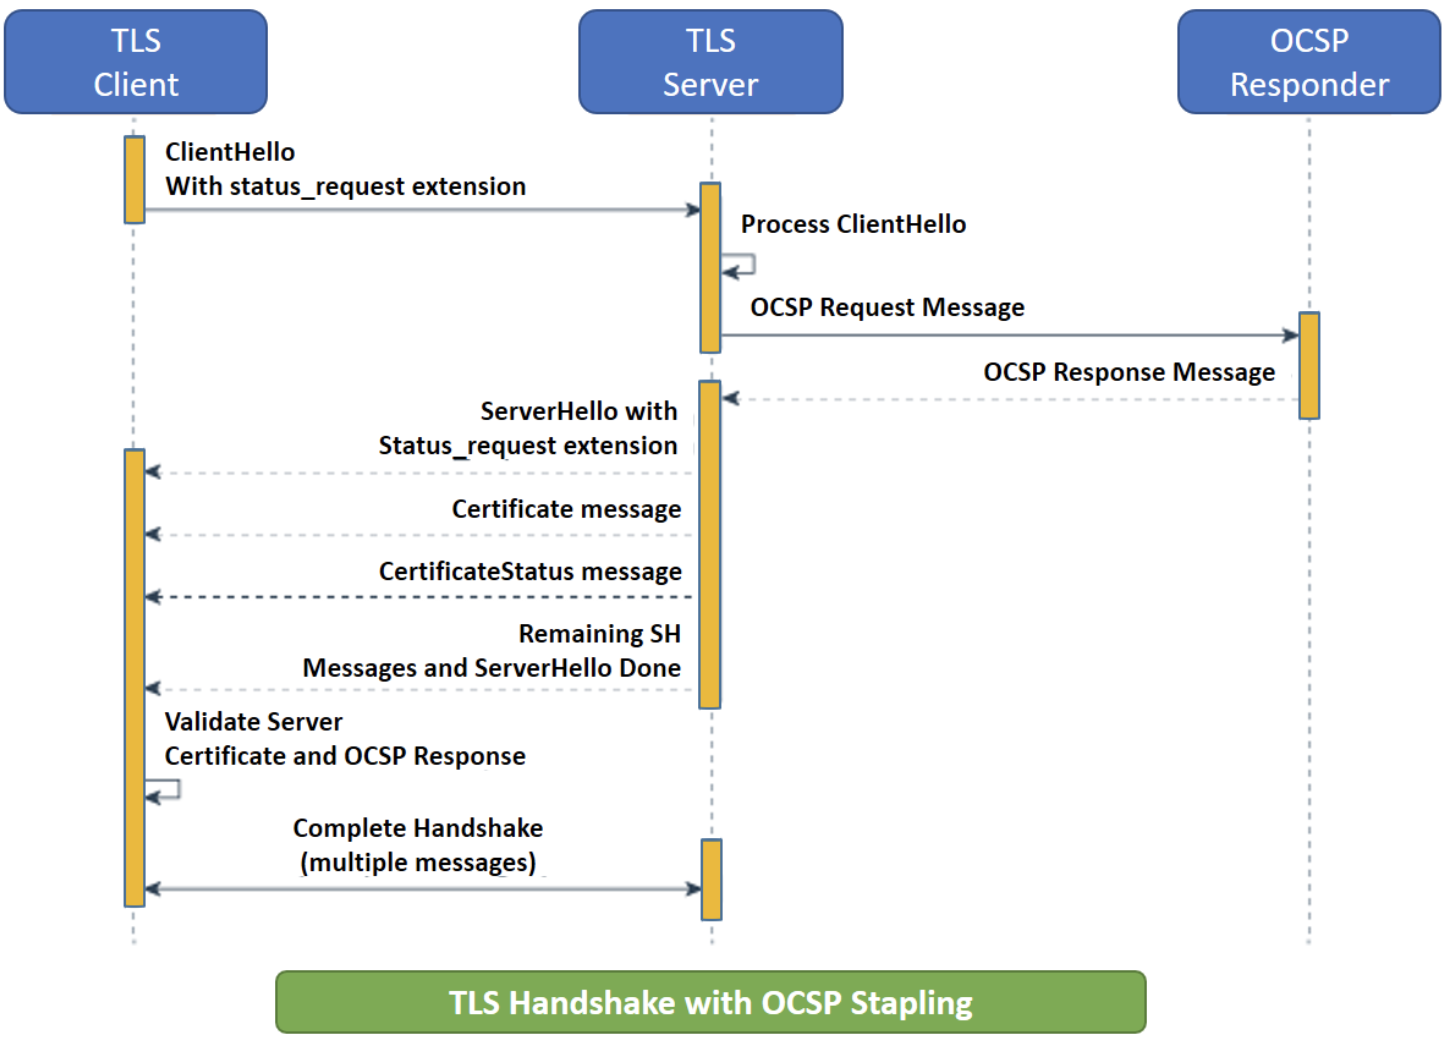 TLS
Client
TLS
Server
OCSP
Responder
ClientHello
With status_request extension
Process ClientHello
OCSP Request Message
OCSP Response Message
ServerHello with
Status_request extension
Certificate message
CertificateStatus message
Remaining SH
Messages and ServerHello Done
Validate Server
Certificate and OCSP Response
Complete Handshake
(multiple messages)
TLS Handshake with OCSP Stapling